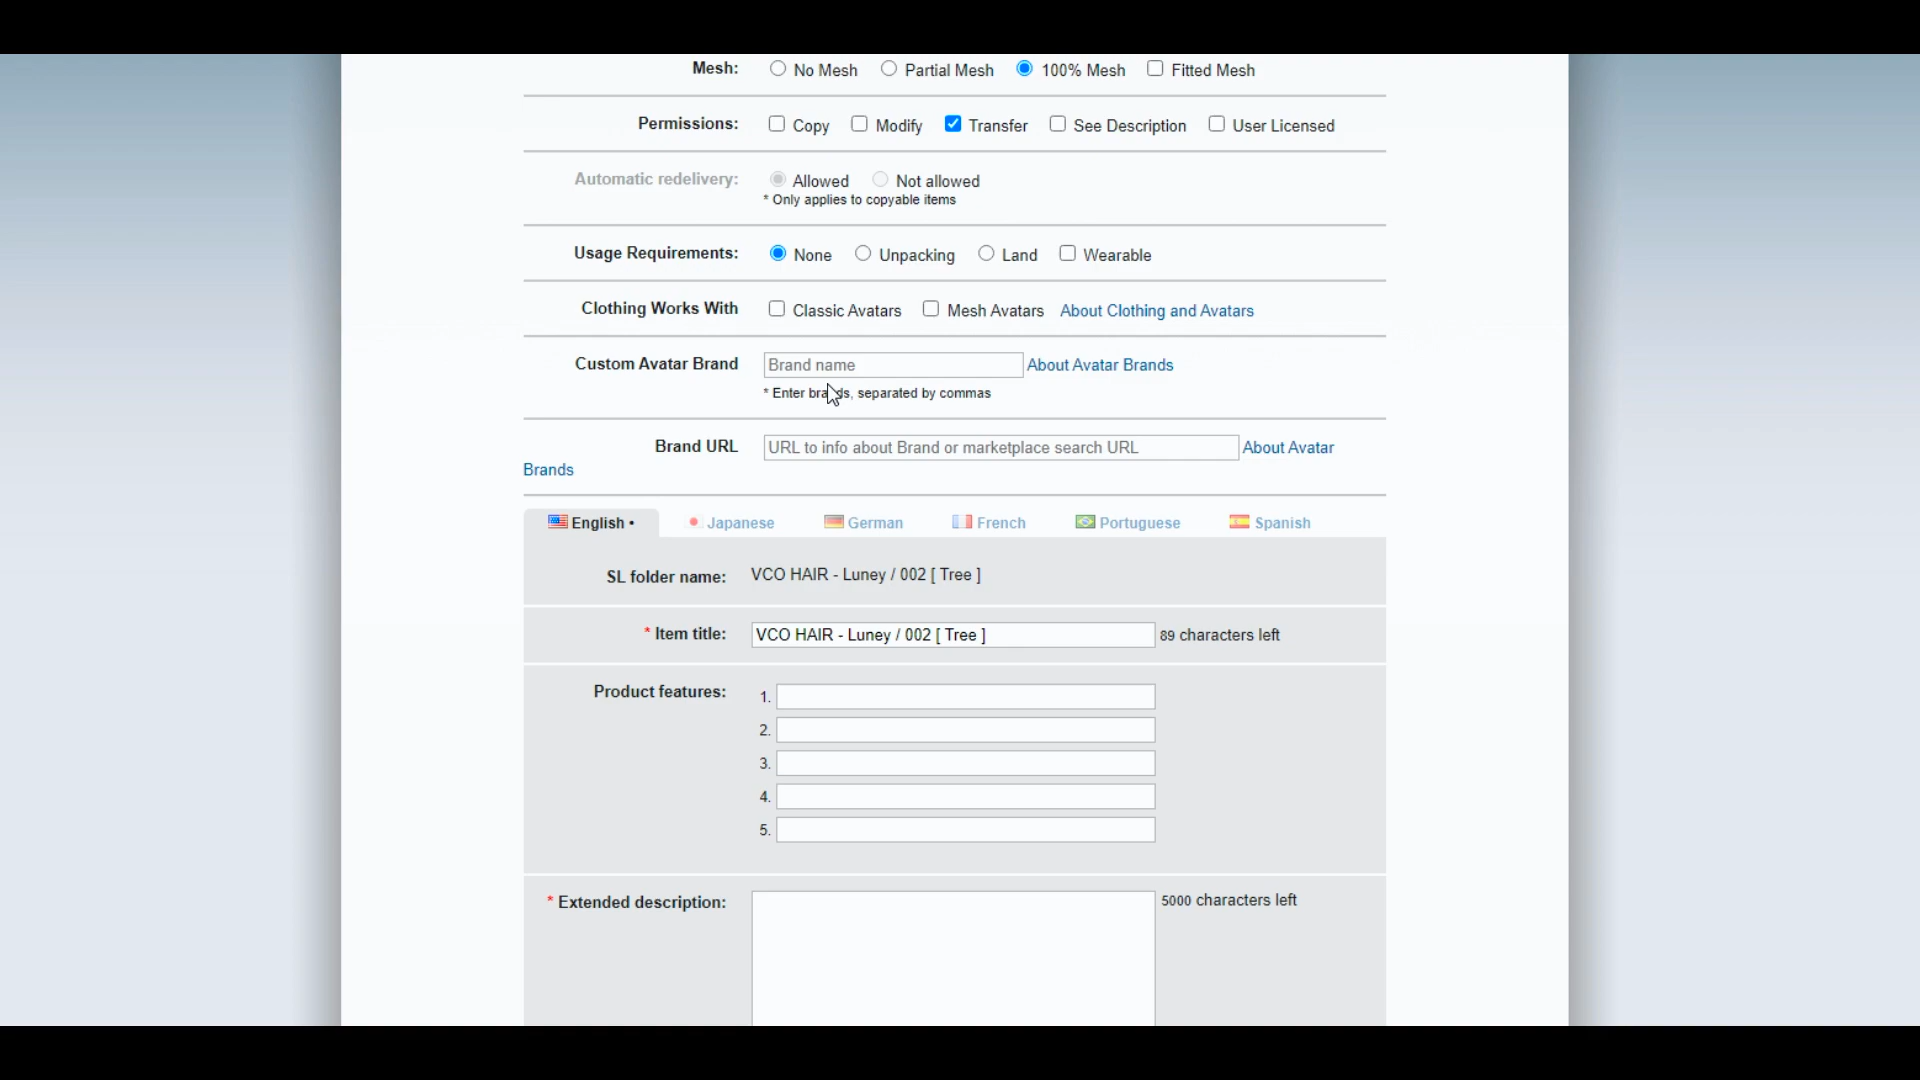 Mesh: No Mesh Partial Mesh 100% Mesh Fitted Mesh
Permissions: Copy Modify Transfer See Description User Licensed
Automatic redelivery: Allowed Not allowed
* Only applies to copyable items
Usage Requirements: None Unpacking Land Wearable
Clothing Works With Classic Avatars Mesh Avatars About Clothing and Avatars
Custom Avatar Brand Brand name About Avatar Brands
* Enter brands, separated by commas
Brand URL URL to info about Brand or marketplace search URL About Avatar
Brands
English • Japanese German French Portuguese Spanish
SL folder name: VCO HAIR - Luney / 002 [ Tree ]
* Item title: VCO HAIR - Luney / 002 [ Tree ] 89 characters left
Product features: 1.
2.
3.
4.
5.
* Extended description: 5000 characters left